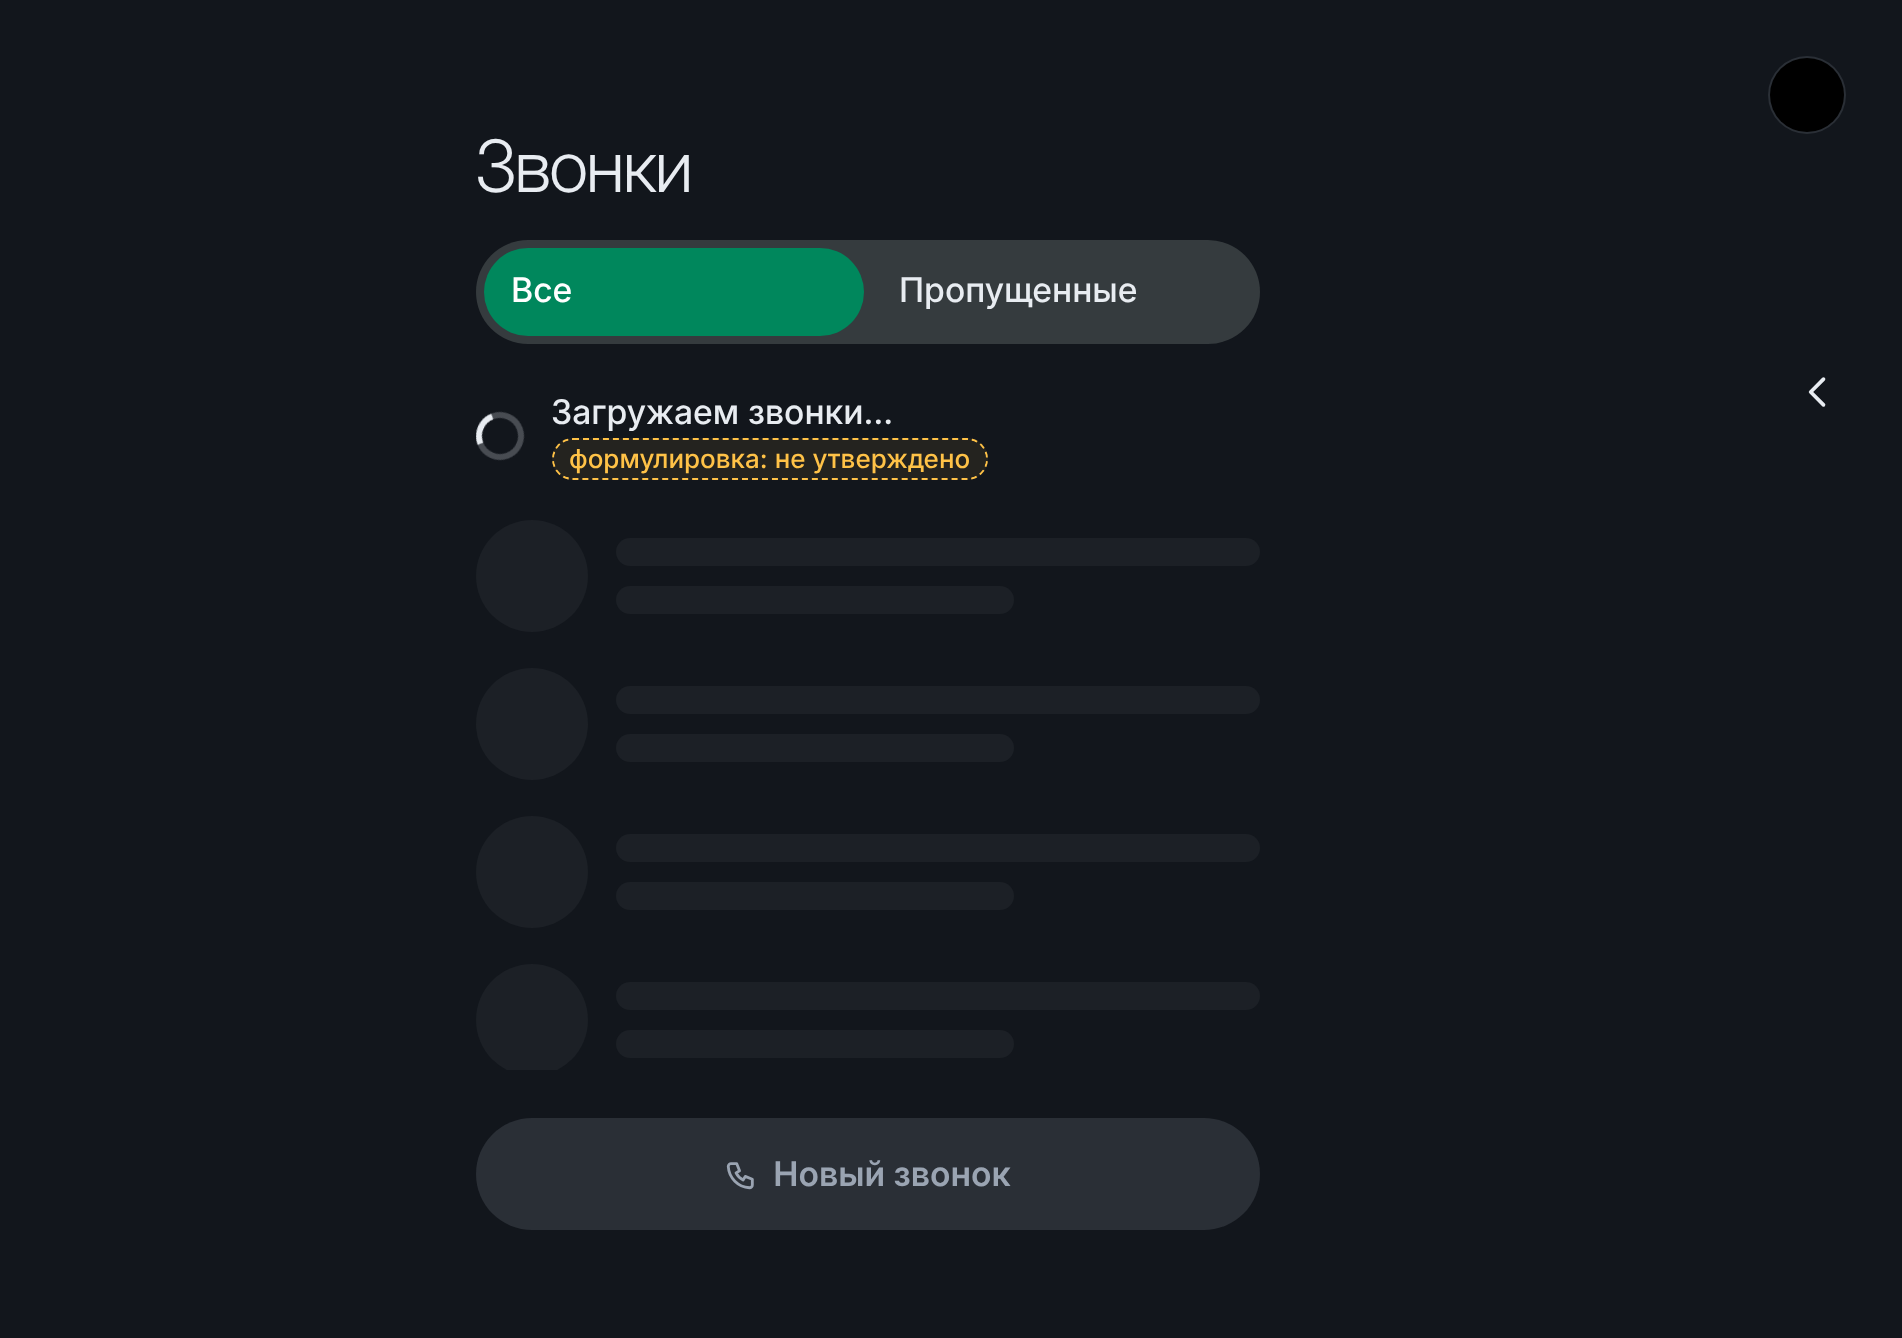 Звонки
Все
Пропущенные
Загружаем звонки...
формулировка: не утверждено
Новый звонок